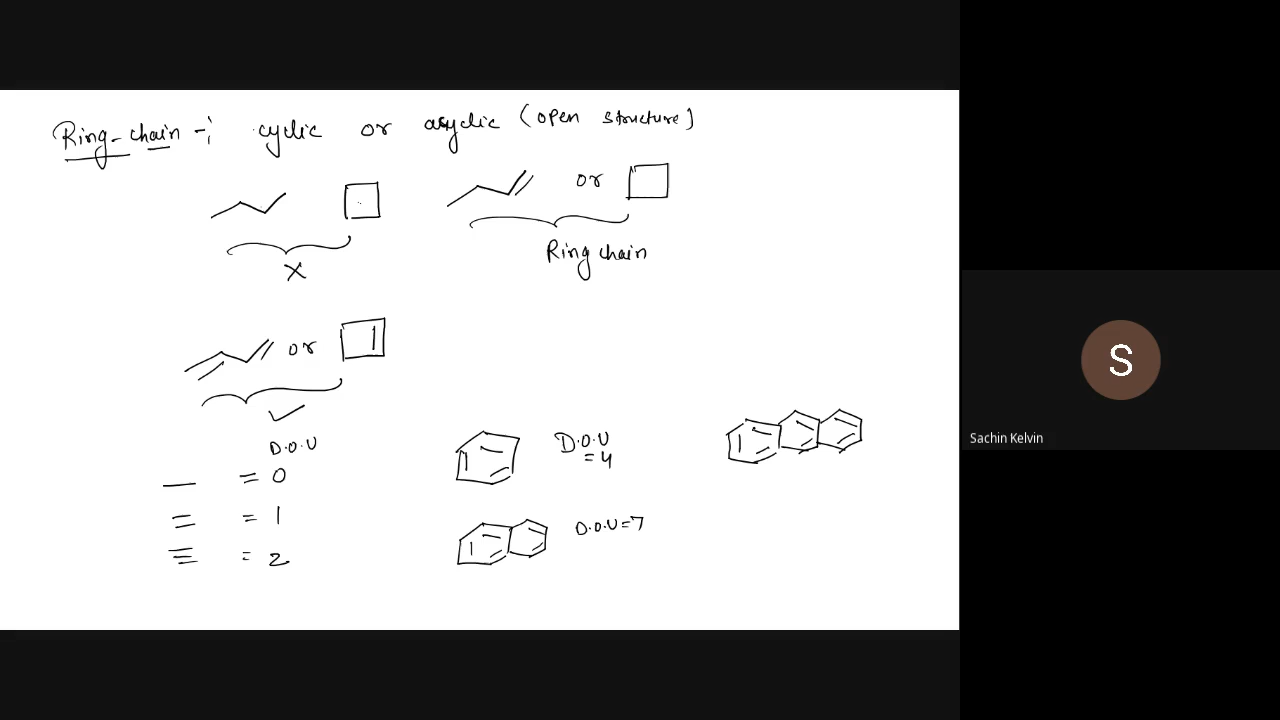 Ring-chain -: cyclic or acyclic (open structure)
or
X
Ring chain
or
D.O.U
= 0
= 1
= 2
D.O.U
= 4
D.O.U = 7
S
Sachin Kelvin